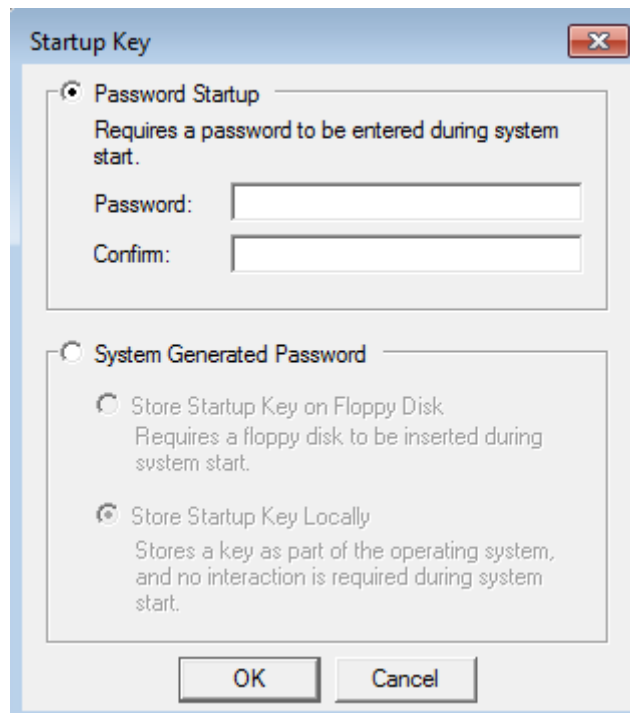 Startup Key
Password Startup
Requires a password to be entered during system
start.
Password:
Confirm:
System Generated Password
Store Startup Key on Floppy Disk
Requires a floppy disk to be inserted during
system start.
Store Startup Key Locally
Stores a key as part of the operating system,
and no interaction is required during system
start.
OK
Cancel